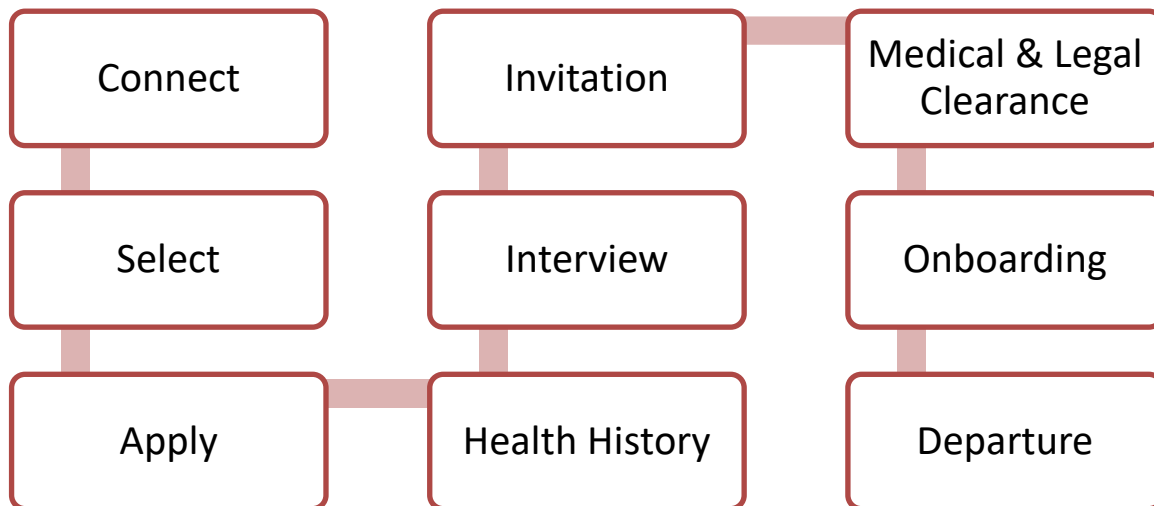 Connect
Select
Apply
Health History
Interview
Invitation
Medical & Legal
Clearance
Onboarding
Departure